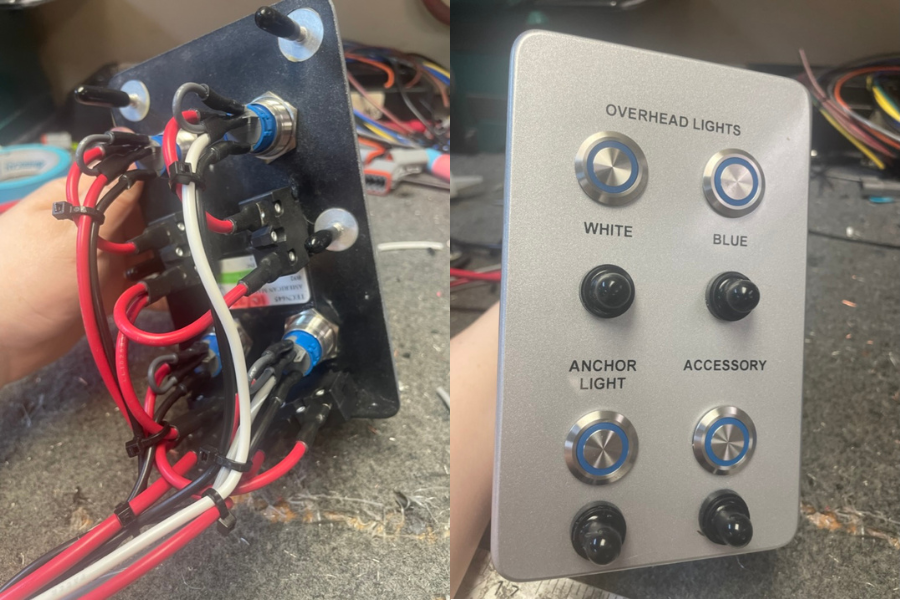 OVERHEAD LIGHTS
WHITE
BLUE
ANCHOR
LIGHT
ACCESSORY